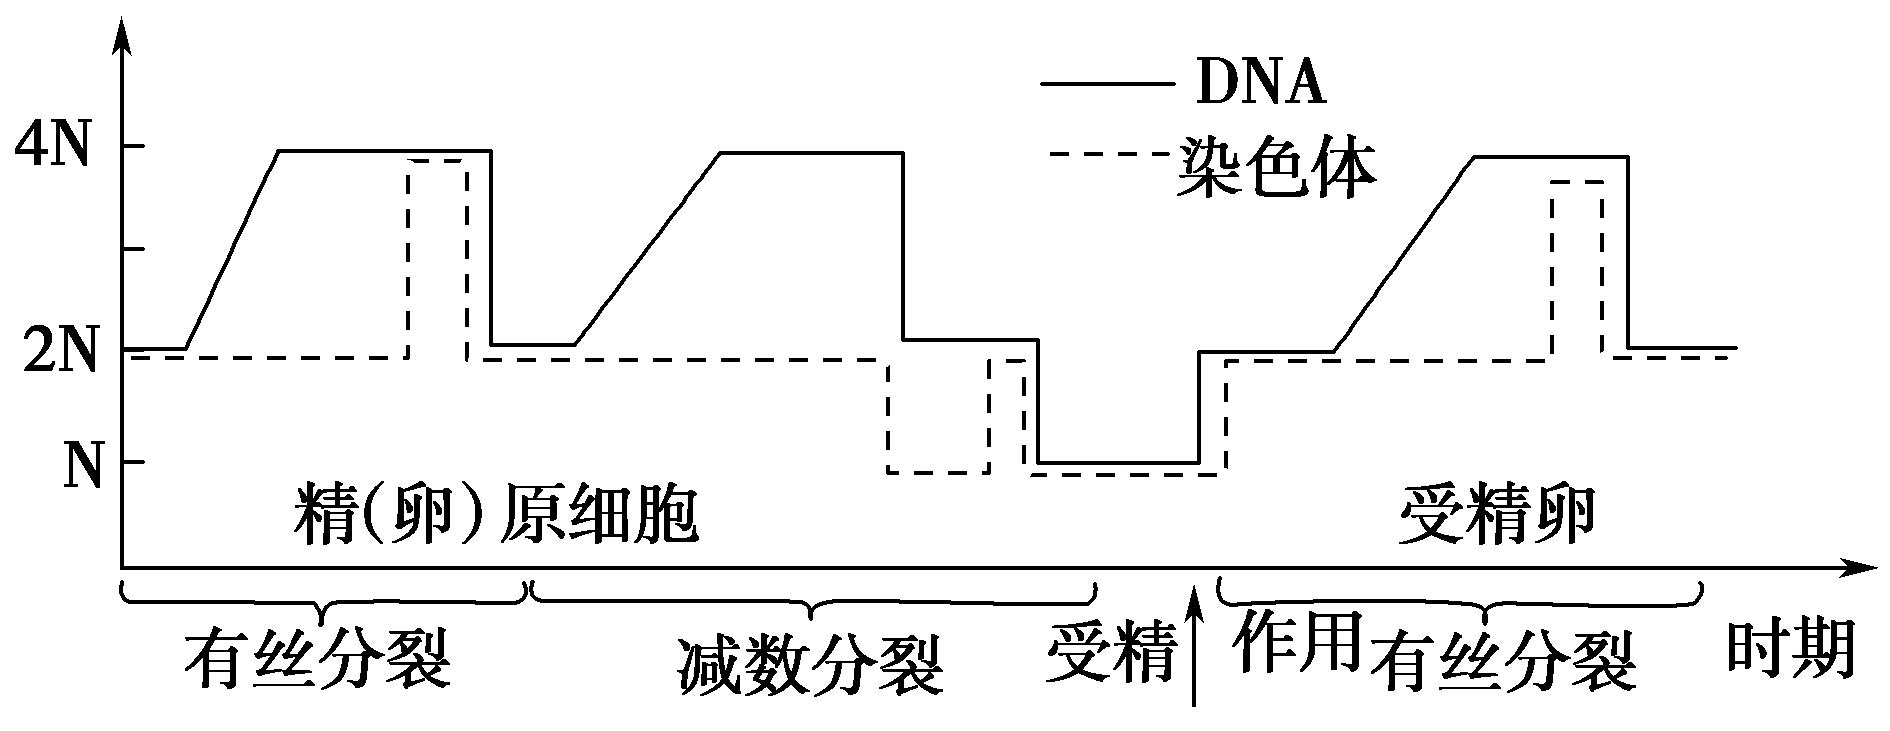 DNA
4N
染色体
2N
N
精(卵)原细胞
受精卵
有丝分裂
减数分裂
受精
作用
有丝分裂
时期